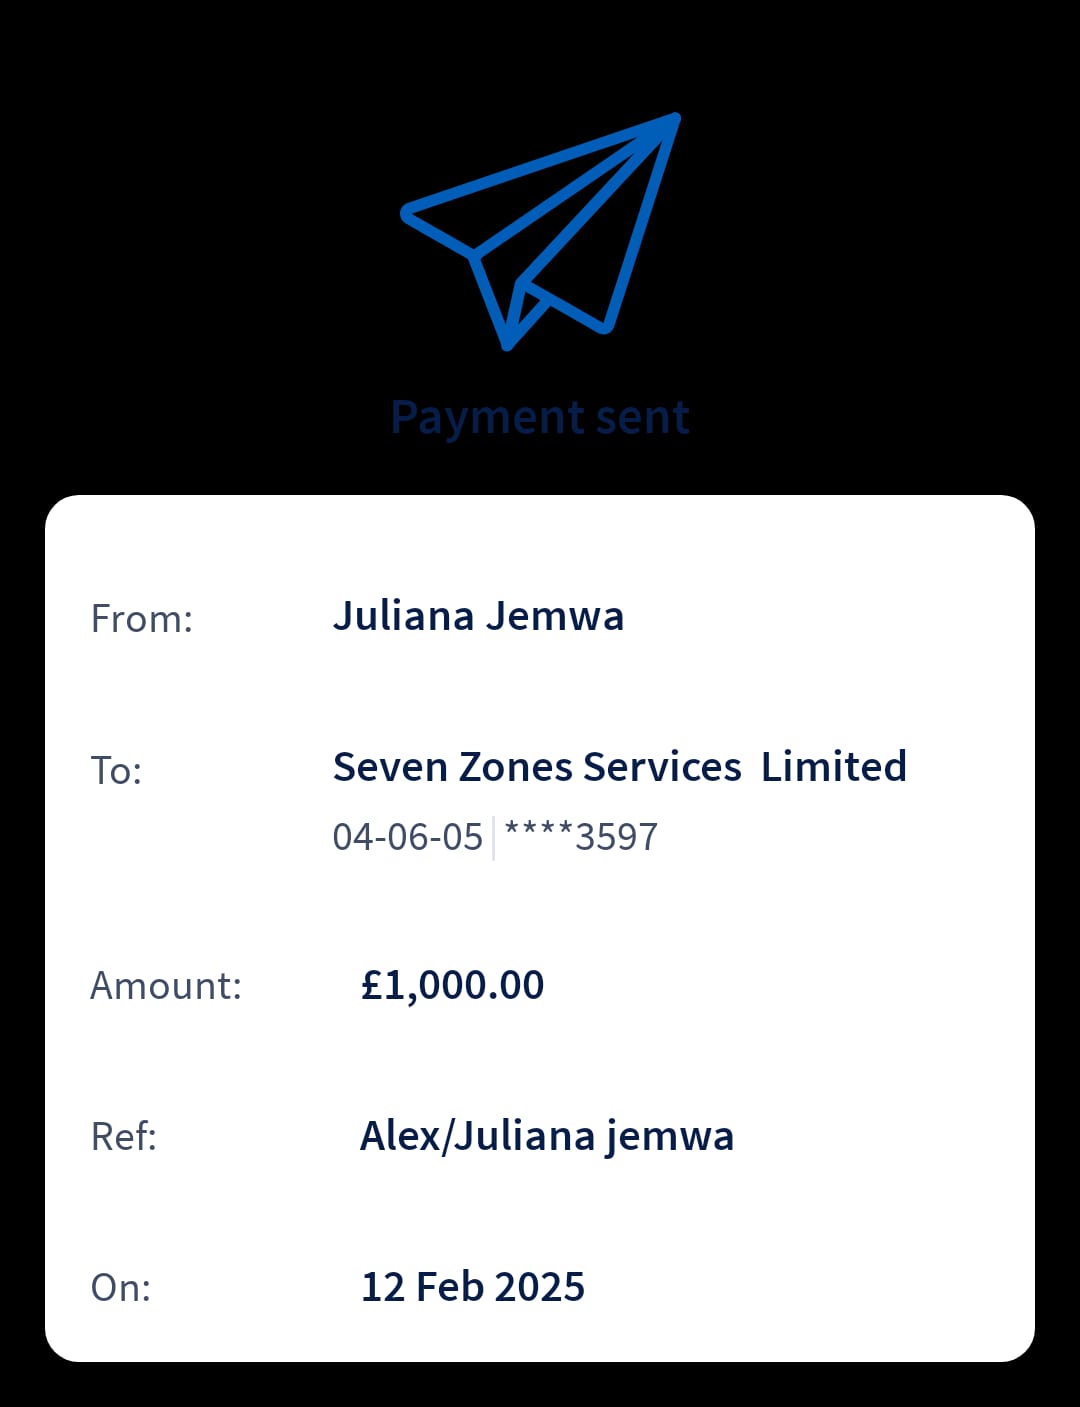 Payment sent
From: Juliana Jemwa
To: Seven Zones Services  Limited
04-06-05 ****3597
Amount: £1,000.00
Ref: Alex/Juliana jemwa
On: 12 Feb 2025